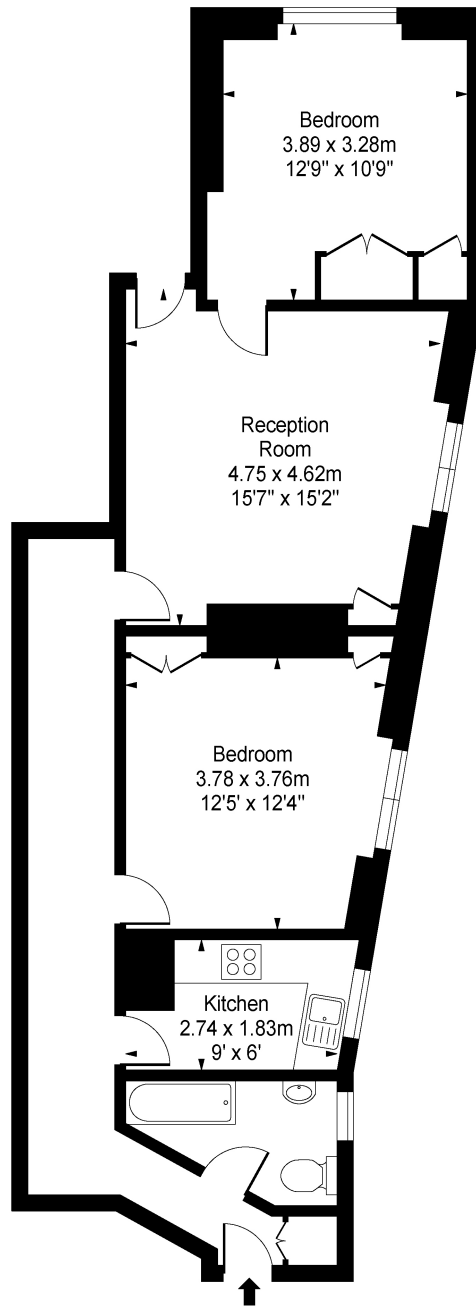 Bedroom
3.89 x 3.28m
12'9" x 10'9"
Reception
Room
4.75 x 4.62m
15'7" x 15'2"
Bedroom
3.78 x 3.76m
12'5' x 12'4"
Kitchen
2.74 x 1.83m
9' x 6'